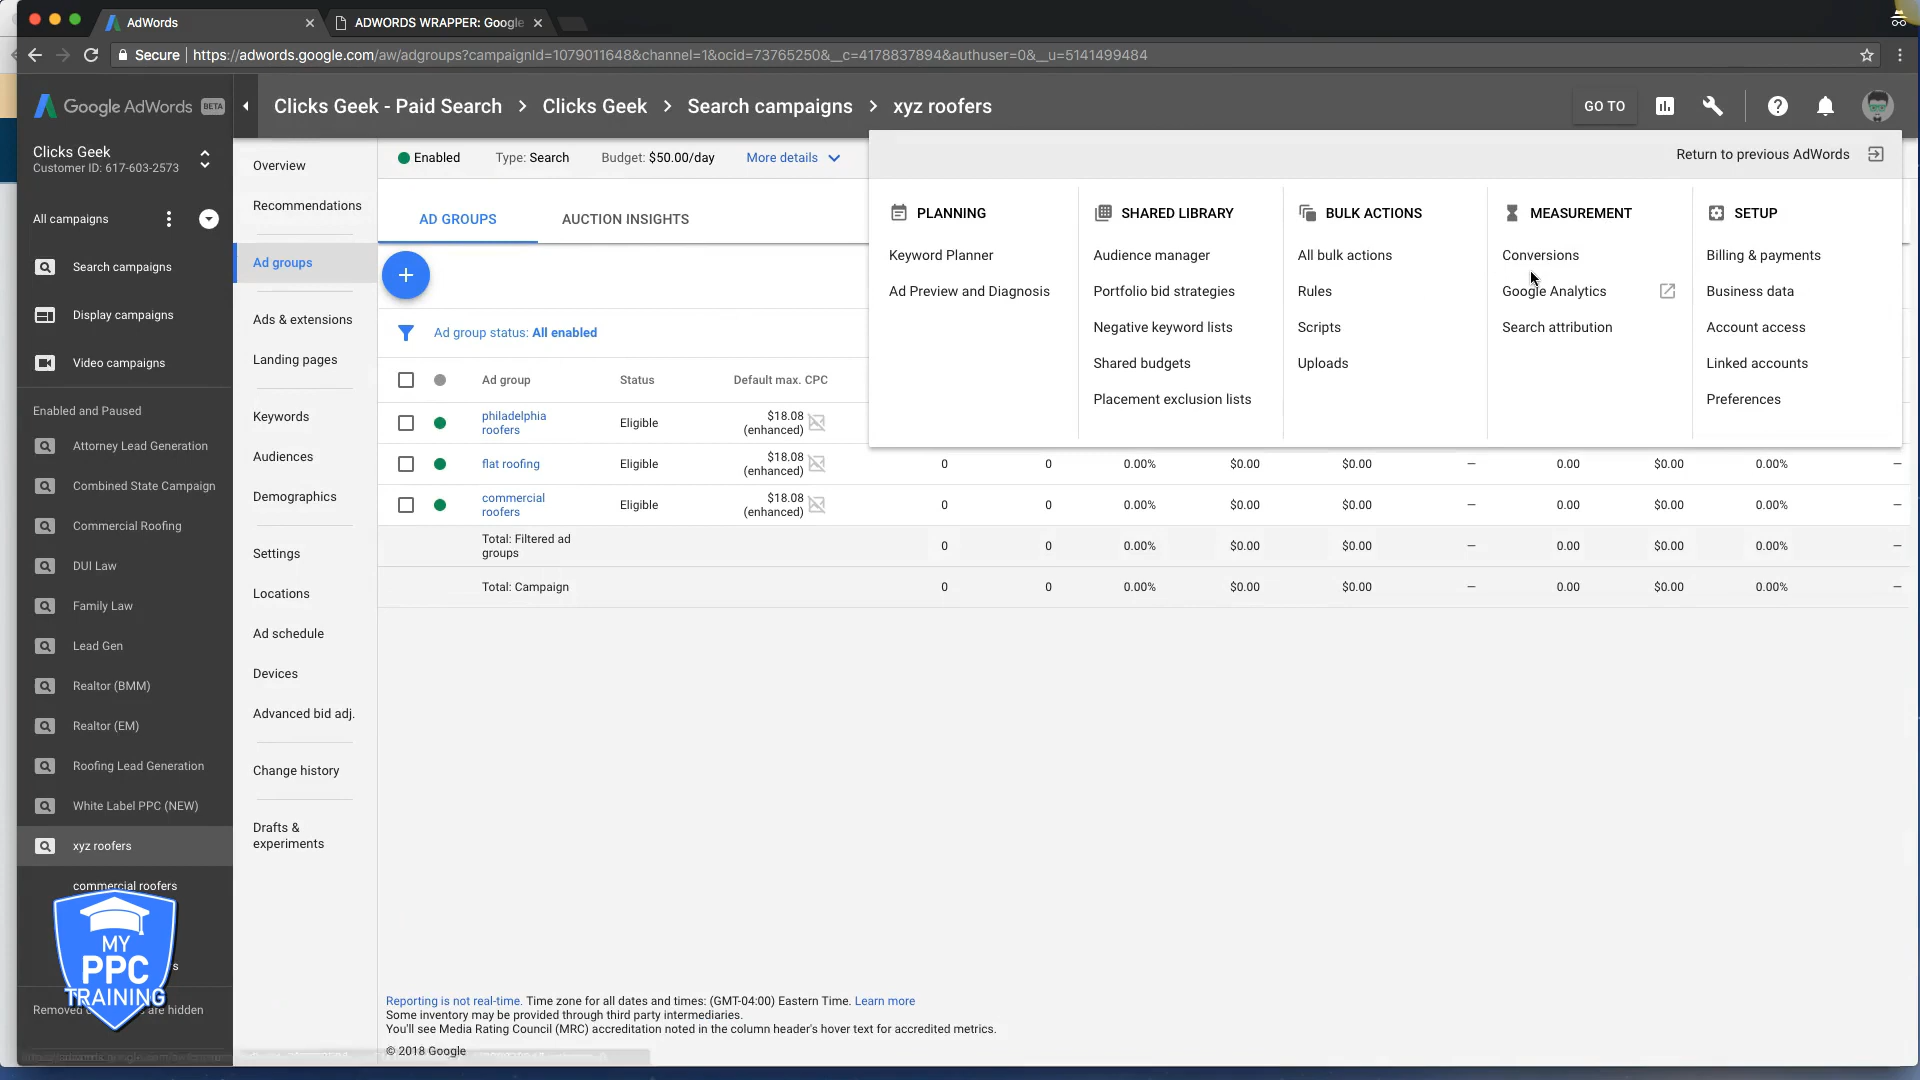 AdWords
ADWORDS WRAPPER: Google
Secure
https://adwords.google.com/aw/adgroups?campaignId=1079011648&channel=1&ocid=73765250&__c=4178837894&authuser=0&__u=5141499484
Google AdWords BETA
Clicks Geek - Paid Search > Clicks Geek > Search campaigns > xyz roofers
GO TO
Clicks Geek
Customer ID: 617-603-2573
All campaigns
Search campaigns
Display campaigns
Video campaigns
Enabled and Paused
Attorney Lead Generation
Combined State Campaign
Commercial Roofing
DUI Law
Family Law
Lead Gen
Realtor (BMM)
Realtor (EM)
Roofing Lead Generation
White Label PPC (NEW)
xyz roofers
commercial roofers
MY
PPC
TRAINING
Removed
are hidden
Overview
Recommendations
Ad groups
Ads & extensions
Landing pages
Keywords
Audiences
Demographics
Settings
Locations
Ad schedule
Devices
Advanced bid adj.
Change history
Drafts &
experiments
Enabled Type: Search Budget: $50.00/day More details
AD GROUPS AUCTION INSIGHTS
Ad group status: All enabled
Ad group Status Default max. CPC
philadelphia
roofers
Eligible
$18.08
(enhanced)
flat roofing Eligible
$18.08
(enhanced)
0 0 0.00% $0.00 $0.00 — 0.00 $0.00 0.00% —
commercial
roofers
Eligible
$18.08
(enhanced)
0 0 0.00% $0.00 $0.00 — 0.00 $0.00 0.00% —
Total: Filtered ad
groups
0 0 0.00% $0.00 $0.00 — 0.00 $0.00 0.00% —
Total: Campaign 0 0 0.00% $0.00 $0.00 — 0.00 $0.00 0.00% —
Return to previous AdWords
PLANNING
Keyword Planner
Ad Preview and Diagnosis
SHARED LIBRARY
Audience manager
Portfolio bid strategies
Negative keyword lists
Shared budgets
Placement exclusion lists
BULK ACTIONS
All bulk actions
Rules
Scripts
Uploads
MEASUREMENT
Conversions
Google Analytics
Search attribution
SETUP
Billing & payments
Business data
Account access
Linked accounts
Preferences
Reporting is not real-time. Time zone for all dates and times: (GMT-04:00) Eastern Time. Learn more
Some inventory may be provided through third party intermediaries.
You'll see Media Rating Council (MRC) accreditation noted in the column header's hover text for accredited metrics.
© 2018 Google